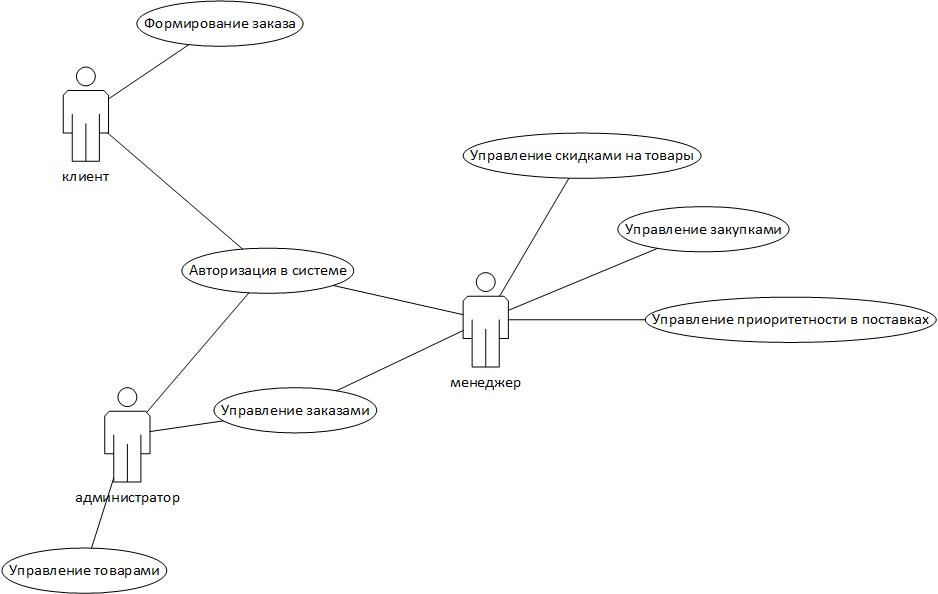 Формирование заказа
клиент
Управление скидками на товары
Управление закупками
Авторизация в системе
Управление приоритетности в поставках
менеджер
Управление заказами
администратор
Управление товарами